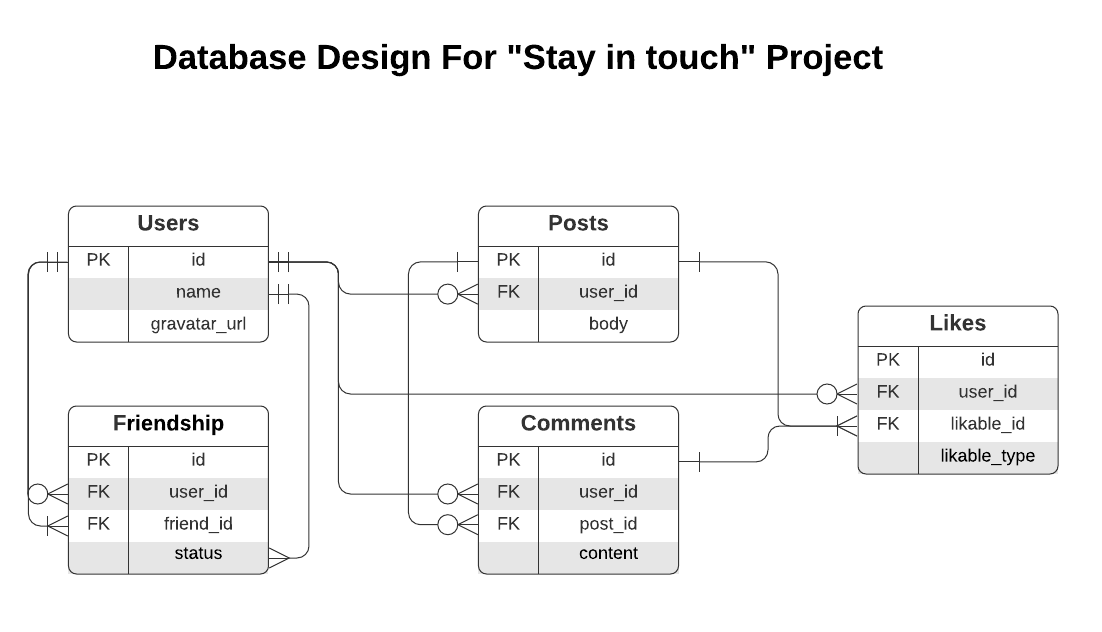 Database Design For "Stay in touch" Project
Users
PK id
name
gravatar_url
Posts
PK id
FK user_id
body
Likes
PK id
FK user_id
FK likable_id
likable_type
Friendship
PK id
FK user_id
FK friend_id
status
Comments
PK id
FK user_id
FK post_id
content